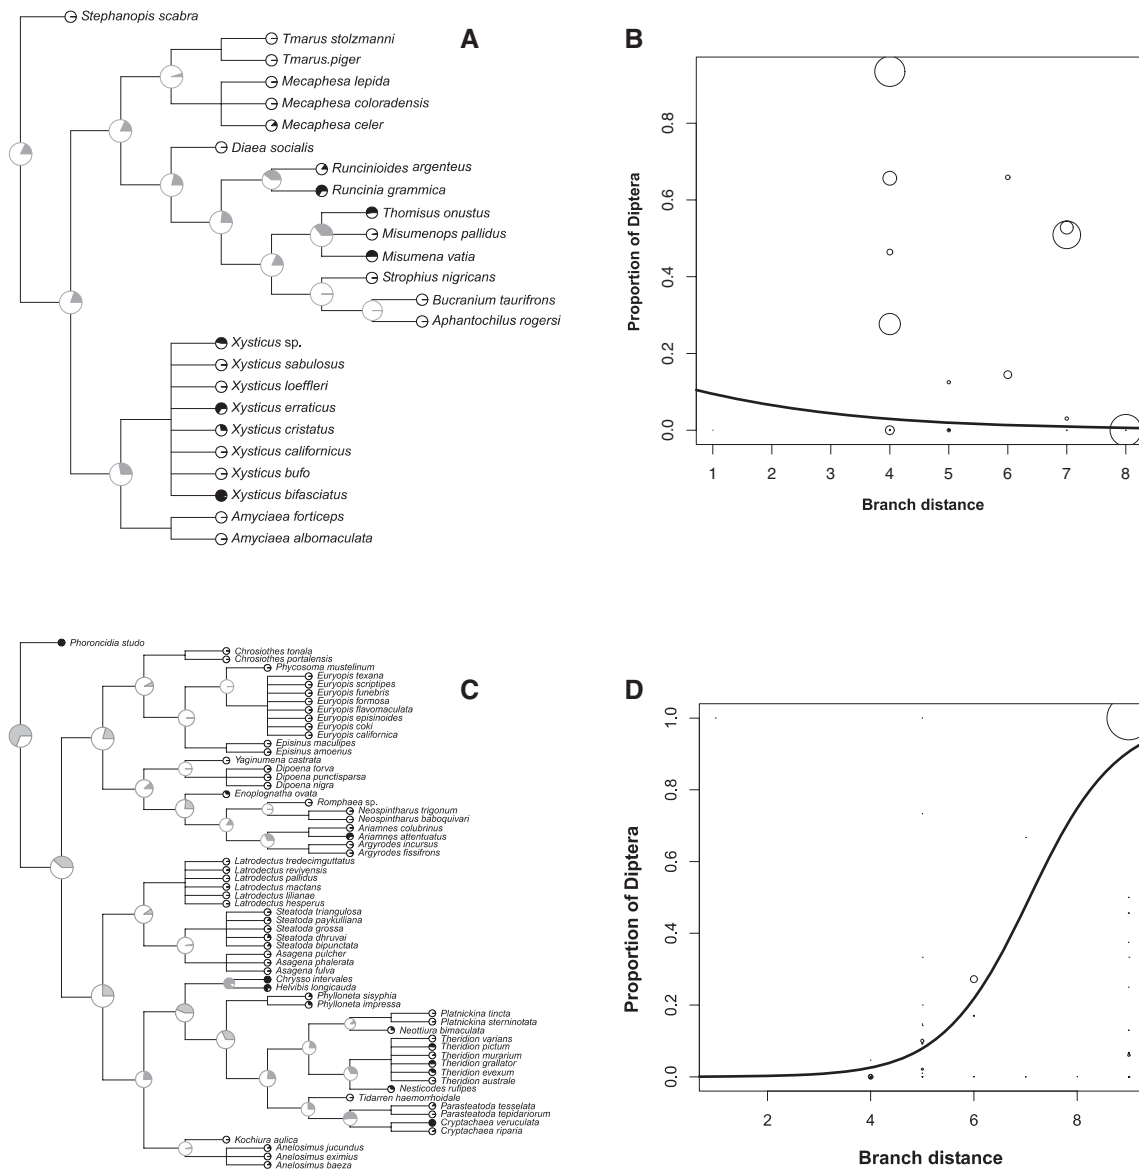 A
Stephanopis scabra
Tmarus stolzmanni
Tmarus.piger
Mecaphesa lepida
Mecaphesa coloradensis
Mecaphesa celer
Diaea socialis
Runcinioides argenteus
Runcinia grammica
Thomisus onustus
Misumenops pallidus
Misumena vatia
Strophius nigricans
Bucranium taurifrons
Aphantochilus rogersi
Xysticus sp.
Xysticus sabulosus
Xysticus loeffleri
Xysticus erraticus
Xysticus cristatus
Xysticus californicus
Xysticus bufo
Xysticus bifasciatus
Amyciaea forticeps
Amyciaea albomaculata
B
Proportion of Diptera
0.8
0.6
0.4
0.2
0.0
1 2 3 4 5 6 7 8
Branch distance
C
Phoroncidia studo
Chrosiothes tonala
Chrosiothes portalensis
Phycosoma mustelinum
Euryopis texana
Euryopis scriptipes
Euryopis funebris
Euryopis formosa
Euryopis flavomaculata
Euryopis episinoides
Euryopis coki
Euryopis californica
Episinus maculipes
Episinus amoenus
Yaginumena castrata
Dipoena torva
Dipoena punctisparsa
Dipoena nigra
Enoplognatha ovata
Romphaea sp.
Neospintharus trigonum
Neospintharus baboquivari
Ariamnes colubrinus
Ariamnes attentuatus
Argyrodes incursus
Argyrodes fissifrons
Latrodectus tredecimguttatus
Latrodectus revivensis
Latrodectus pallidus
Latrodectus mactans
Latrodectus lilianae
Latrodectus hesperus
Steatoda triangulosa
Steatoda paykulliana
Steatoda grossa
Steatoda dhruvai
Steatoda bipunctata
Asagena pulcher
Asagena phalerata
Asagena fulva
Chrysso intervales
Helvibis longicauda
Phylloneta sisyphia
Phylloneta impressa
Platnickina tincta
Platnickina sterninotata
Neottiura bimaculata
Theridion varians
Theridion pictum
Theridion murarium
Theridion grallator
Theridion evexum
Theridion australe
Nesticodes rufipes
Tidarren haemorrhoidale
Parasteatoda tesselata
Parasteatoda tepidariorum
Cryptachaea veruculata
Cryptachaea riparia
Kochiura aulica
Anelosimus jucundus
Anelosimus eximius
Anelosimus baeza
D
Proportion of Diptera
1.0
0.8
0.6
0.4
0.2
0.0
2 4 6 8
Branch distance